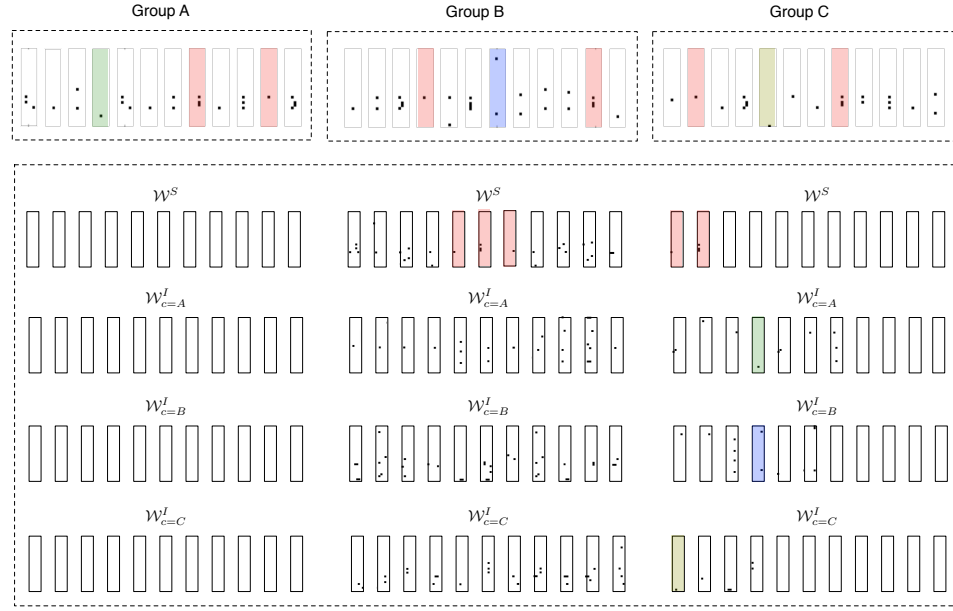 Group A Group B Group C
𝒲^S 𝒲^S 𝒲^S
𝒲^I_{c=A} 𝒲^I_{c=A} 𝒲^I_{c=A}
𝒲^I_{c=B} 𝒲^I_{c=B} 𝒲^I_{c=B}
𝒲^I_{c=C} 𝒲^I_{c=C} 𝒲^I_{c=C}